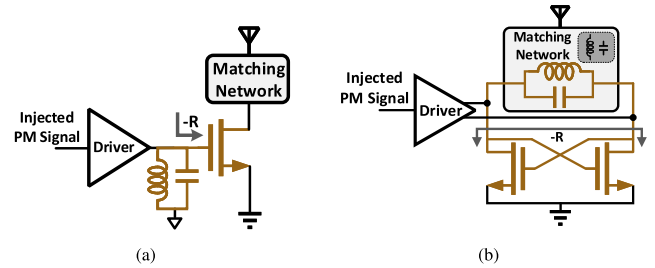 (a)
Matching
Network
Injected
PM Signal
Driver
-R
(b)
Matching
Network
Injected
PM Signal
Driver
-R
(a)
(b)